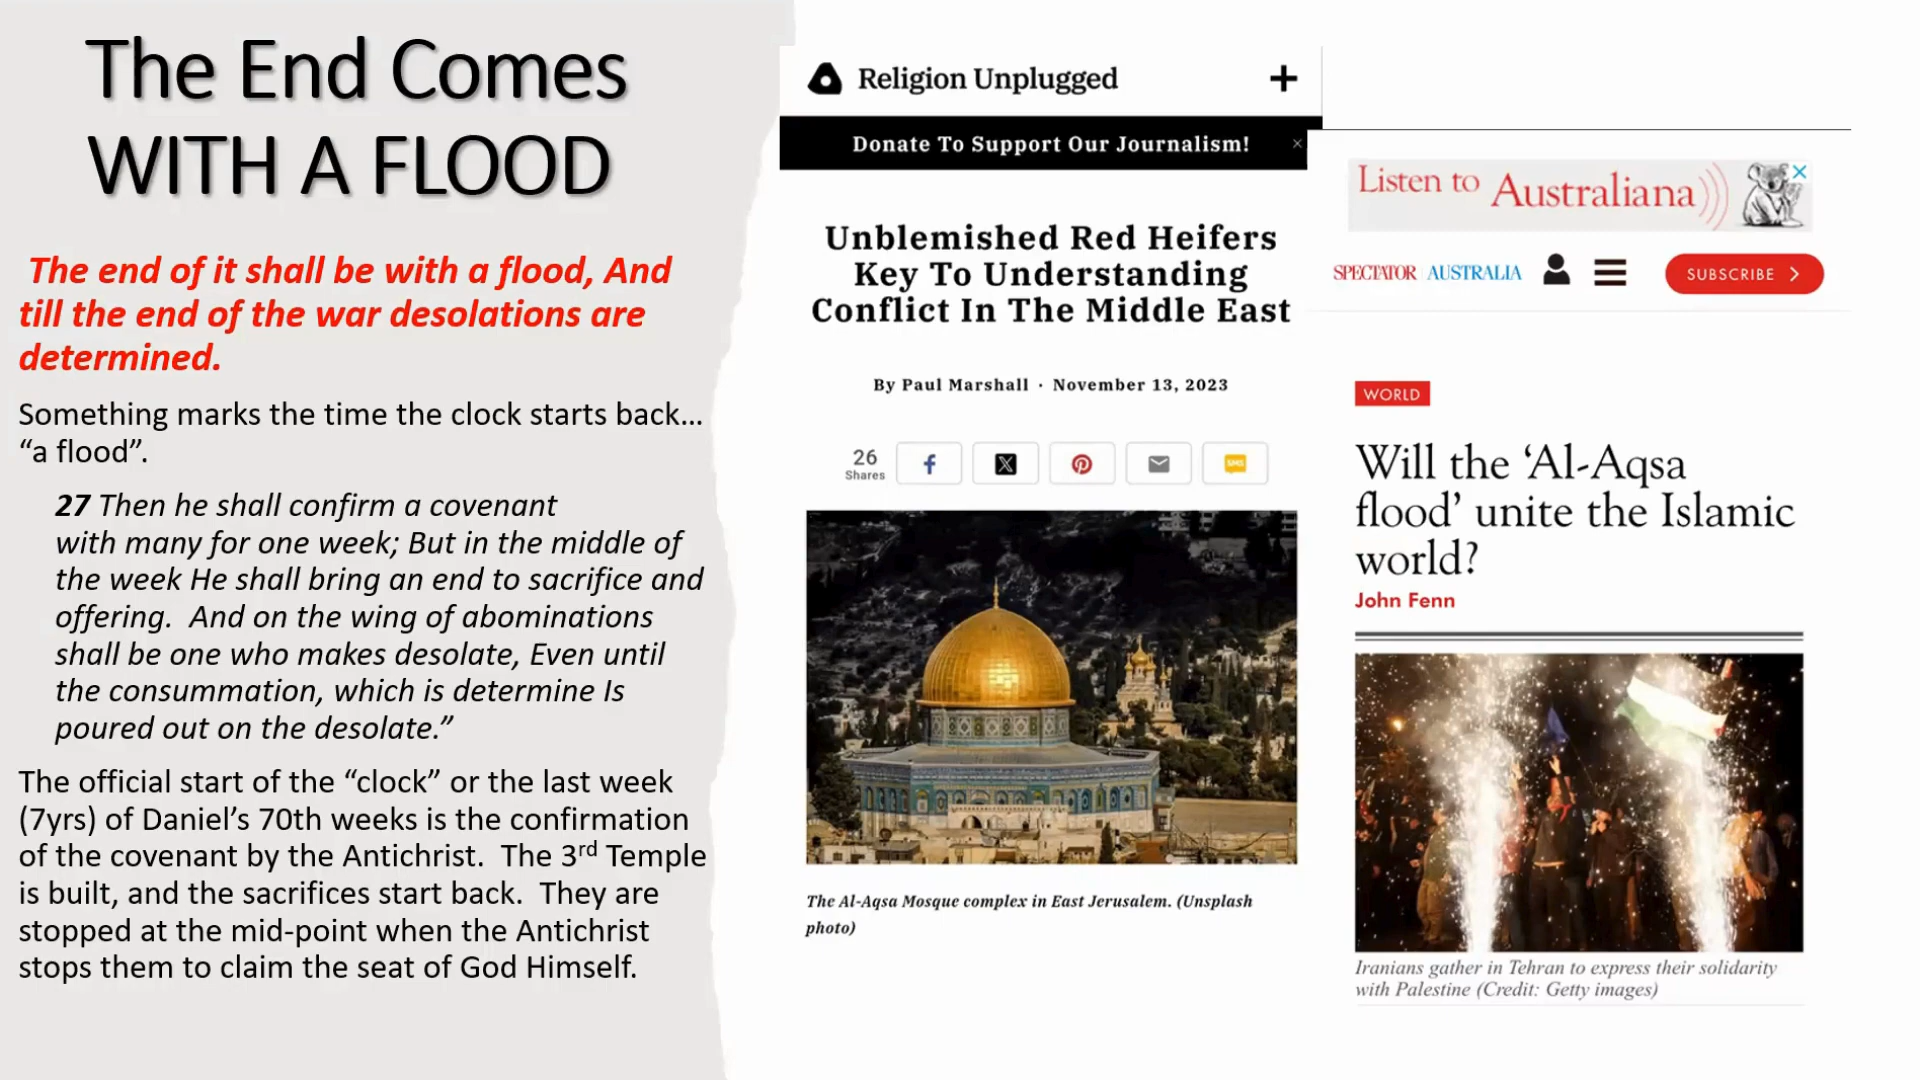 The End Comes
WITH A FLOOD
The end of it shall be with a flood, And
till the end of the war desolations are
determined.
Something marks the time the clock starts back…
“a flood”.
27 Then he shall confirm a covenant
with many for one week; But in the middle of
the week He shall bring an end to sacrifice and
offering.  And on the wing of abominations
shall be one who makes desolate, Even until
the consummation, which is determine Is
poured out on the desolate.”
The official start of the “clock” or the last week
(7yrs) of Daniel’s 70th weeks is the confirmation
of the covenant by the Antichrist.  The 3rd Temple
is built, and the sacrifices start back.  They are
stopped at the mid-point when the Antichrist
stops them to claim the seat of God Himself.
Religion Unplugged
Donate To Support Our Journalism!
Unblemished Red Heifers
Key To Understanding
Conflict In The Middle East
By Paul Marshall · November 13, 2023
26
Shares
SMS
The Al-Aqsa Mosque complex in East Jerusalem. (Unsplash
photo)
Listen to Australiana
SPECTATOR | AUSTRALIA
SUBSCRIBE
WORLD
Will the ‘Al-Aqsa
flood’ unite the Islamic
world?
John Fenn
Iranians gather in Tehran to express their solidarity
with Palestine (Credit: Getty images)